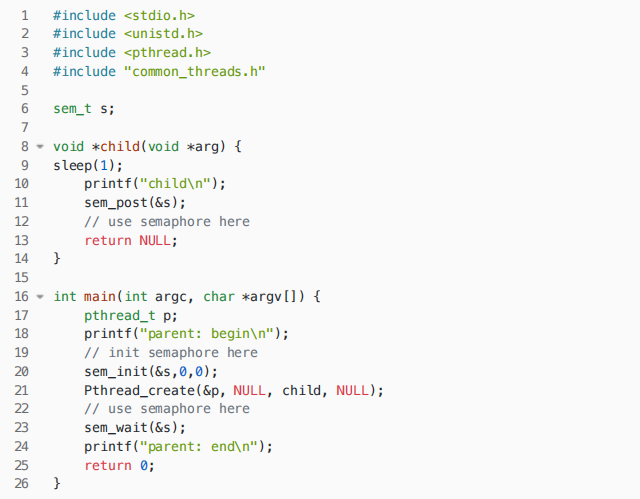 1 #include <stdio.h>
2 #include <unistd.h>
3 #include <pthread.h>
4 #include "common_threads.h"
5
6 sem_t s;
7
8 void *child(void *arg) {
9 sleep(1);
10     printf("child\n");
11     sem_post(&s);
12     // use semaphore here
13     return NULL;
14 }
15
16 int main(int argc, char *argv[]) {
17     pthread_t p;
18     printf("parent: begin\n");
19     // init semaphore here
20     sem_init(&s,0,0);
21     Pthread_create(&p, NULL, child, NULL);
22     // use semaphore here
23     sem_wait(&s);
24     printf("parent: end\n");
25     return 0;
26 }